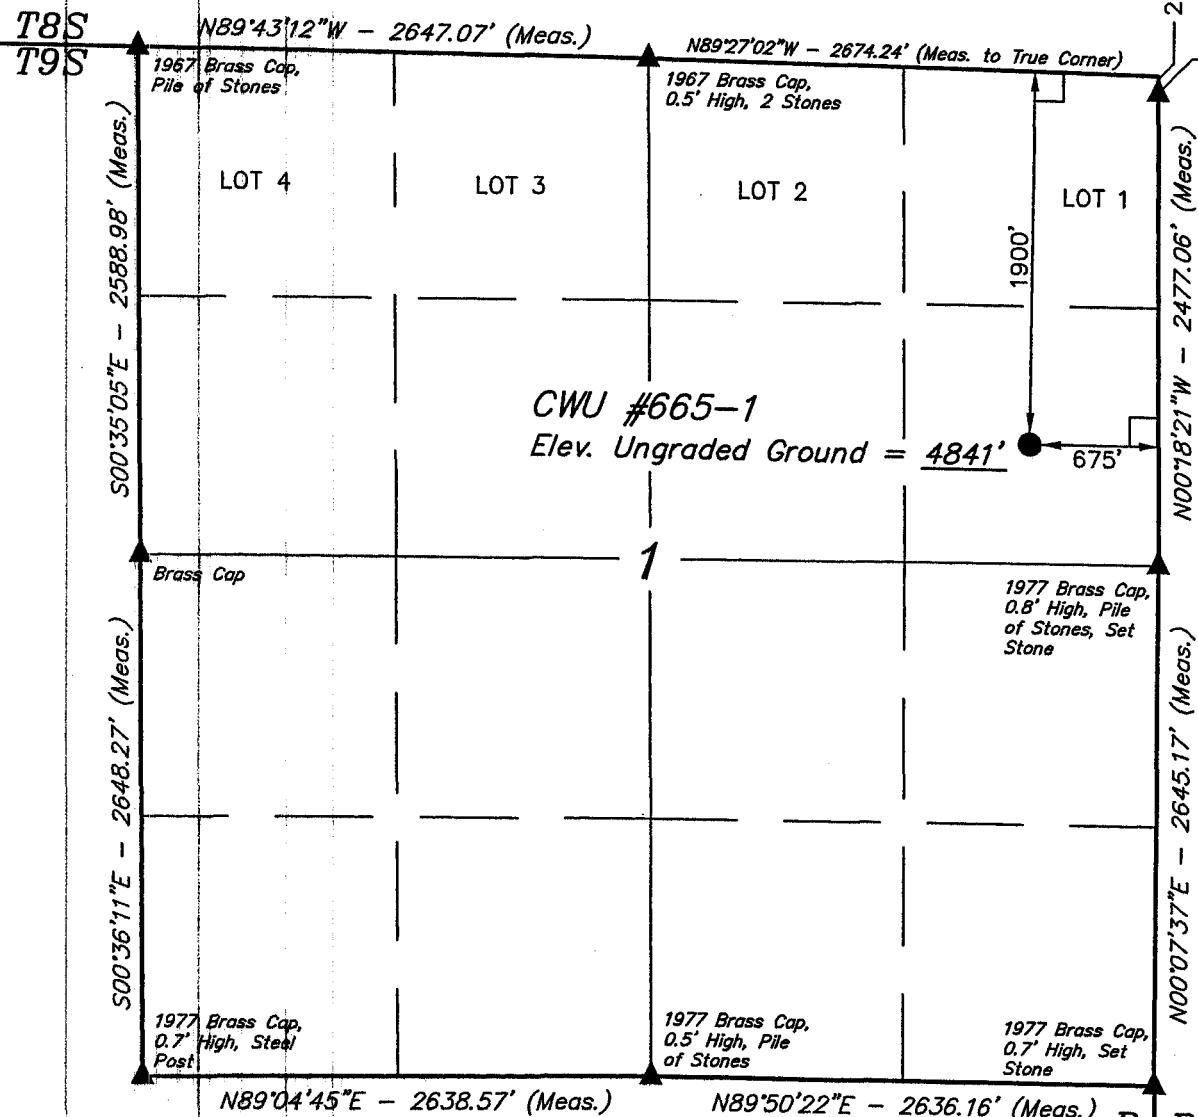 T8S
T9S
N89°43'12"W - 2647.07' (Meas.)
N89°27'02"W - 2674.24' (Meas. to True Corner)
2
1967 Brass Cap,
Pile of Stones
1967 Brass Cap,
0.5' High, 2 Stones
LOT 4
LOT 3
LOT 2
LOT 1
S00°35'05"E - 2588.98' (Meas.)
1900'
N00°18'21"W - 2477.06' (Meas.)
CWU #665-1
Elev. Ungraded Ground = 4841'
675'
1
Brass Cap
1977 Brass Cap,
0.8' High, Pile
of Stones, Set
Stone
S00°36'11"E - 2648.27' (Meas.)
N00°07'37"E - 2645.17' (Meas.)
1977 Brass Cap,
0.7' High, Steel
Post
1977 Brass Cap,
0.5' High, Pile
of Stones
1977 Brass Cap,
0.7' High, Set
Stone
N89°04'45"E - 2638.57' (Meas.)
N89°50'22"E - 2636.16' (Meas.)